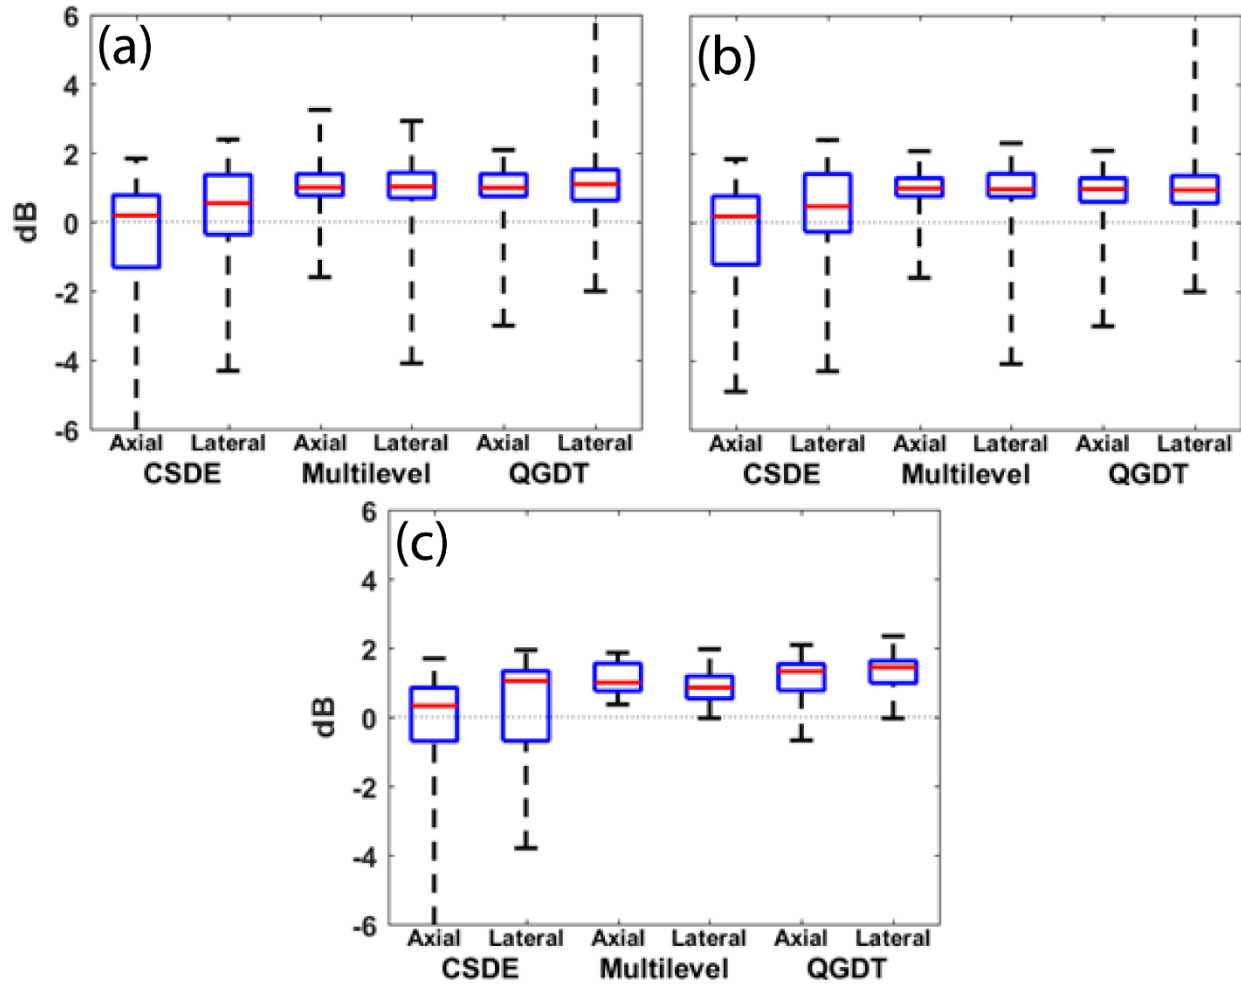 (a)
dB
6
4
2
0
-2
-4
-6
Axial Lateral Axial Lateral Axial Lateral
CSDE Multilevel QGDT
(b)
Axial Lateral Axial Lateral Axial Lateral
CSDE Multilevel QGDT
(c)
dB
6
4
2
0
-2
-4
-6
Axial Lateral Axial Lateral Axial Lateral
CSDE Multilevel QGDT